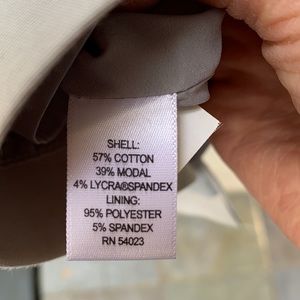 SHELL:
57% COTTON
39% MODAL
4% LYCRA®SPANDEX
LINING:
95% POLYESTER
5% SPANDEX
RN 54023